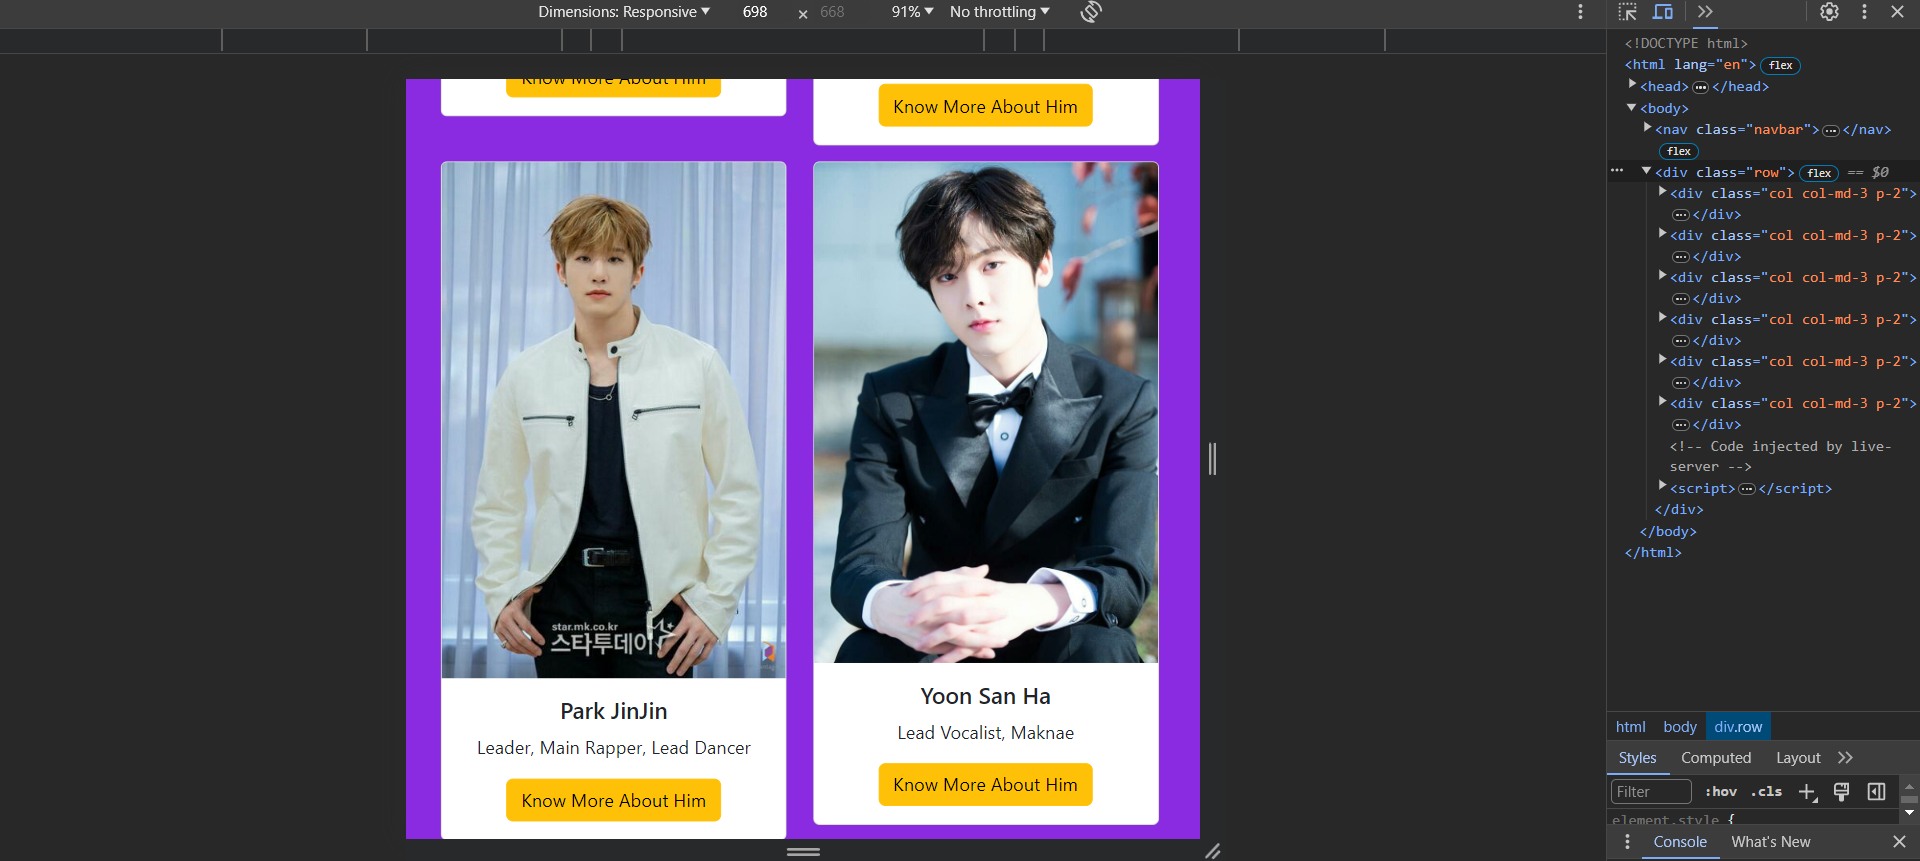 Dimensions: Responsive ▼ 698 × 668 91% ▼ No throttling ▼
Know More About Him
Know More About Him
star.mk.co.kr
스타투데이
Park JinJin
Leader, Main Rapper, Lead Dancer
Know More About Him
Yoon San Ha
Lead Vocalist, Maknae
Know More About Him
<!DOCTYPE html>
<html lang="en"> flex
▶<head>…</head>
▼<body>
▶<nav class="navbar">…</nav>
flex
… ▼<div class="row"> flex == $0
▶<div class="col col-md-3 p-2">
…</div>
▶<div class="col col-md-3 p-2">
…</div>
▶<div class="col col-md-3 p-2">
…</div>
▶<div class="col col-md-3 p-2">
…</div>
▶<div class="col col-md-3 p-2">
…</div>
▶<div class="col col-md-3 p-2">
…</div>
<!-- Code injected by live-
server -->
▶<script>…</script>
</div>
</body>
</html>
html body div.row
Styles Computed Layout
Filter :hov .cls
element.style {
Console What's New